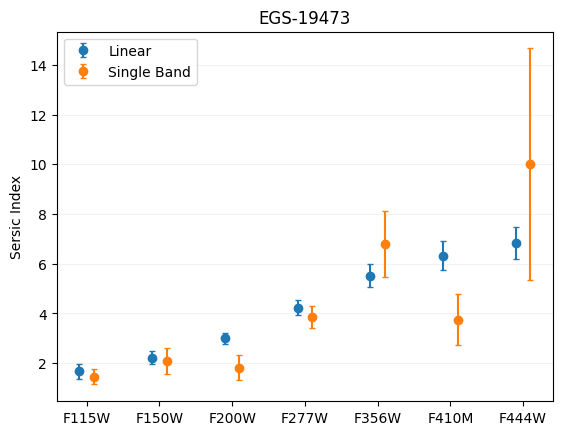 EGS-19473
Linear
Single Band
Sersic Index
14
12
10
8
6
4
2
F115W F150W F200W F277W F356W F410M F444W